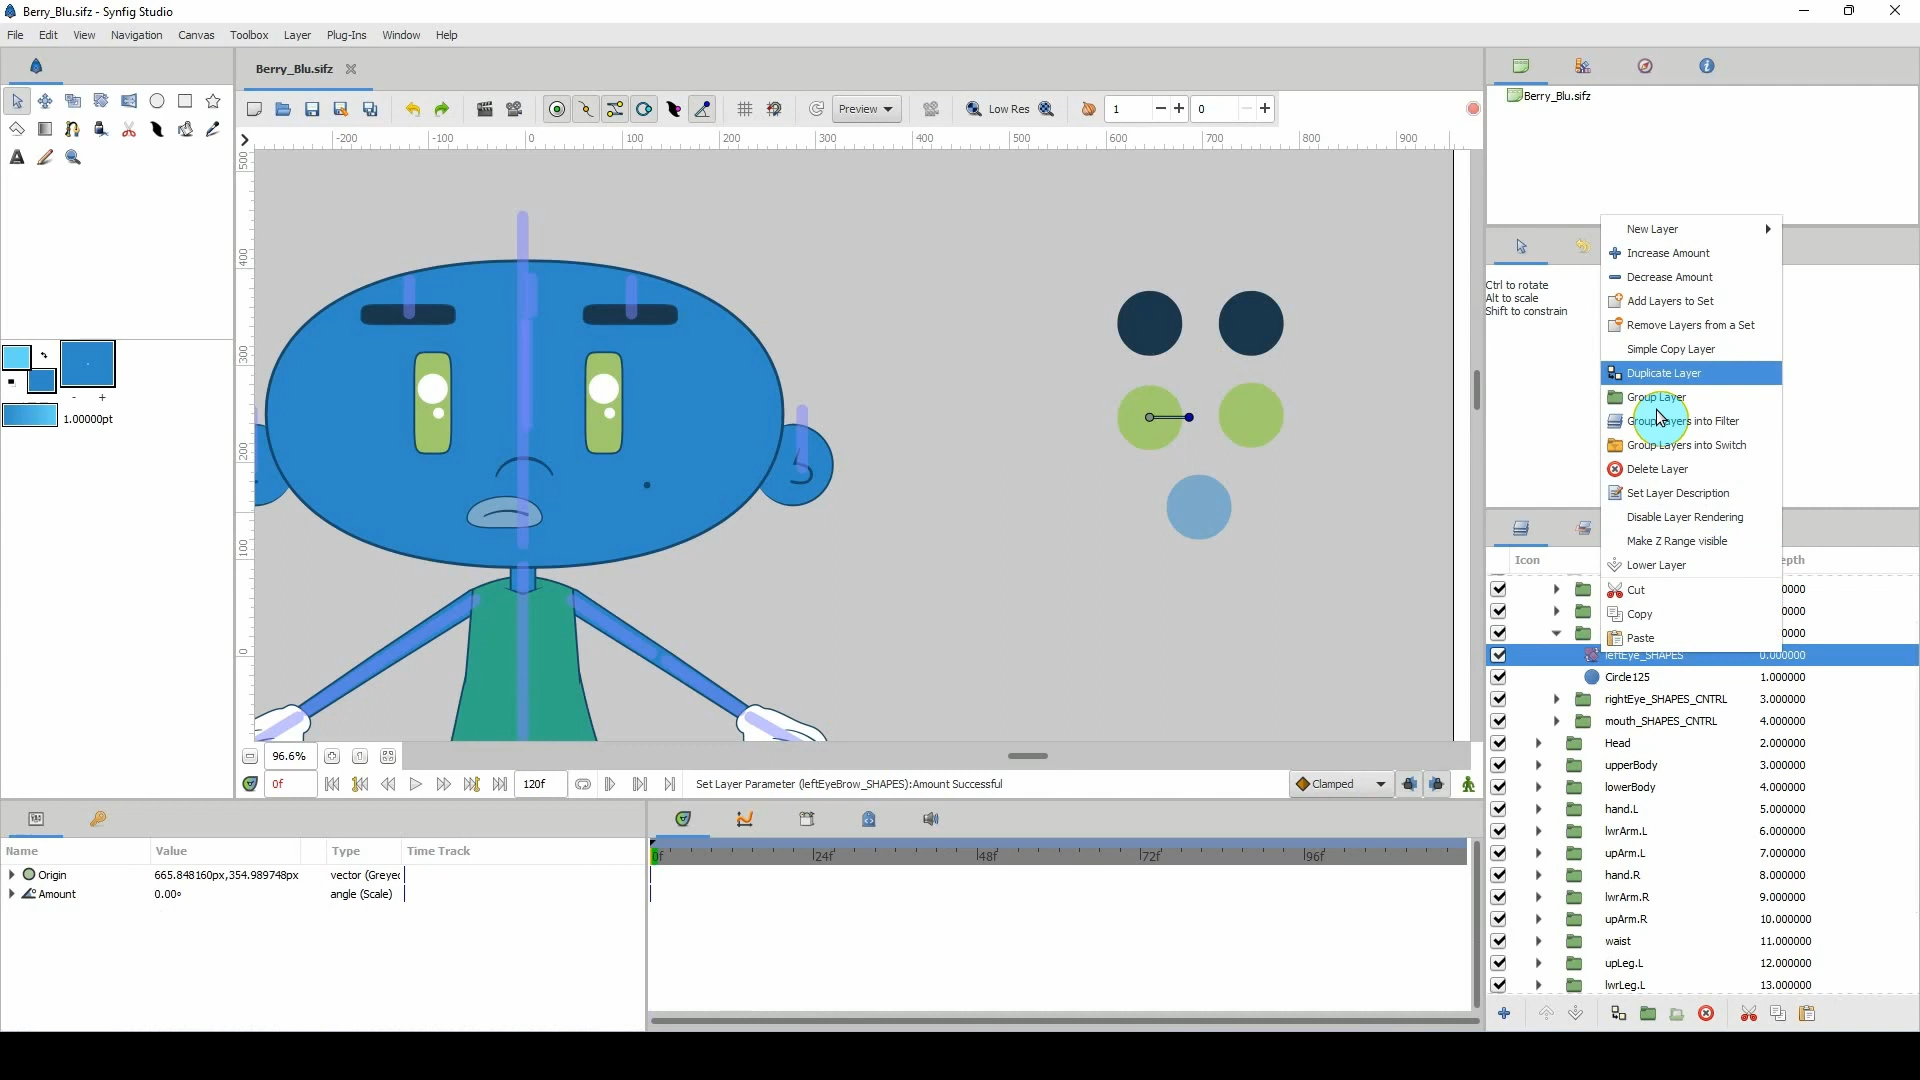 Berry_Blu.sifz - Synfig Studio
File Edit View Navigation Canvas Toolbox Layer Plug-Ins Window Help
Berry_Blu.sifz
Preview Low Res 1 0
-200 -100 0 100 200 300 400 500 600 700 800 900
500
400
300
200
100
0
1.00000pt
Berry_Blu.sifz
Ctrl to rotate
Alt to scale
Shift to constrain
New Layer
Increase Amount
Decrease Amount
Add Layers to Set
Remove Layers from a Set
Simple Copy Layer
Duplicate Layer
Group Layer
Group Layers into Filter
Group Layers into Switch
Delete Layer
Set Layer Description
Disable Layer Rendering
Make Z Range visible
Lower Layer
Cut
Copy
Paste
Icon
leftEye_SHAPES 0.000000
Circle125 1.000000
rightEye_SHAPES_CNTRL 3.000000
mouth_SHAPES_CNTRL 4.000000
Head 2.000000
upperBody 3.000000
lowerBody 4.000000
hand.L 5.000000
lwrArm.L 6.000000
upArm.L 7.000000
hand.R 8.000000
lwrArm.R 9.000000
upArm.R 10.000000
waist 11.000000
upLeg.L 12.000000
lwrLeg.L 13.000000
96.6%
0f 120f Set Layer Parameter (leftEyeBrow_SHAPES):Amount Successful Clamped
Name Value Type Time Track
Origin 665.848160px,354.989748px vector (Greyed
Amount 0.00° angle (Scale)
0f 24f 48f 72f 96f